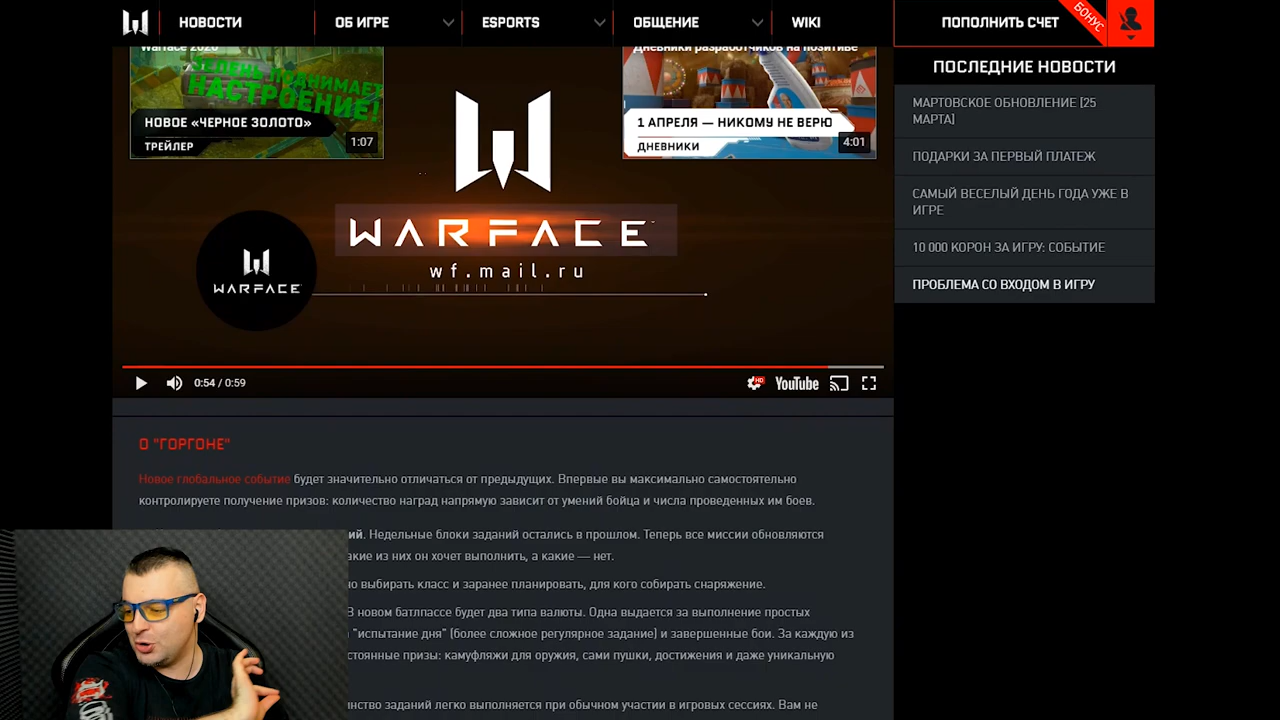 НОВОСТИ
ОБ ИГРЕ
ESPORTS
ОБЩЕНИЕ
WIKI
ПОПОЛНИТЬ СЧЕТ
БОНУС
Warface 2020
ЗЕЛЕНЬ ПОДНИМАЕТ
НАСТРОЕНИЕ!
НОВОЕ «ЧЕРНОЕ ЗОЛОТО»
ТРЕЙЛЕР
1:07
Дневники разработчиков на позитиве
1 АПРЕЛЯ — НИКОМУ НЕ ВЕРЮ
ДНЕВНИКИ
4:01
WARFACE
wf.mail.ru
WARFACE
0:54 / 0:59
HD
YouTube
ПОСЛЕДНИЕ НОВОСТИ
МАРТОВСКОЕ ОБНОВЛЕНИЕ [25
МАРТА]
ПОДАРКИ ЗА ПЕРВЫЙ ПЛАТЕЖ
САМЫЙ ВЕСЕЛЫЙ ДЕНЬ ГОДА УЖЕ В
ИГРЕ
10 000 КОРОН ЗА ИГРУ: СОБЫТИЕ
ПРОБЛЕМА СО ВХОДОМ В ИГРУ
О "ГОРГОНЕ"
Новое глобальное событие будет значительно отличаться от предыдущих. Впервые вы максимально самостоятельно
контролируете получение призов: количество наград напрямую зависит от умений бойца и числа проведенных им боев.
ий. Недельные блоки заданий остались в прошлом. Теперь все миссии обновляются
акие из них он хочет выполнить, а какие — нет.
но выбирать класс и заранее планировать, для кого собирать снаряжение.
В новом батлпассе будет два типа валюты. Одна выдается за выполнение простых
"испытание дня" (более сложное регулярное задание) и завершенные бои. За каждую из
стоянные призы: камуфляжи для оружия, сами пушки, достижения и даже уникальную
инство заданий легко выполняется при обычном участии в игровых сессиях. Вам не